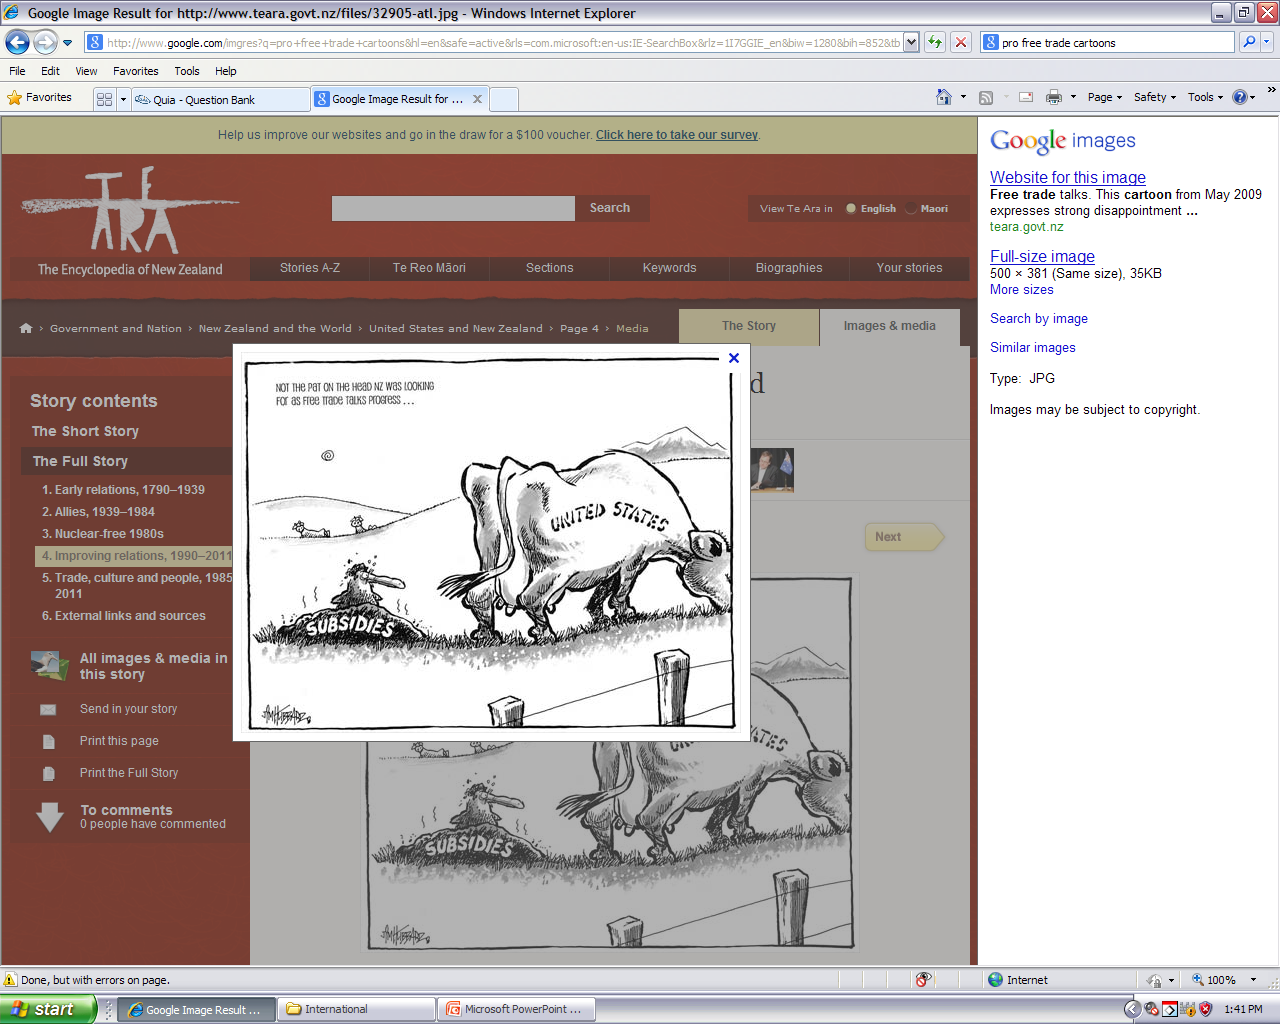 Google Image Result for http://www.teara.govt.nz/files/32905-atl.jpg - Windows Internet Explorer
http://www.google.com/imgres?q=pro+free+trade+cartoons&hl=en&safe=active&rls=com.microsoft:en-us:IE-SearchBox&rlz=1I7GGIE_en&biw=1280&bih=852&tb
pro free trade cartoons
File Edit View Favorites Tools Help
Favorites
Quia - Question Bank
Google Image Result for ...
Page Safety Tools
Help us improve our websites and go in the draw for a $100 voucher. Click here to take our survey.
TE ARA
The Encyclopedia of New Zealand
Search
View Te Ara in English Maori
Stories A-Z Te Reo Māori Sections Keywords Biographies Your stories
Government and Nation › New Zealand and the World › United States and New Zealand › Page 4 › Media
The Story
Images & media
d
Story contents
The Short Story
The Full Story
1. Early relations, 1790–1939
2. Allies, 1939–1984
3. Nuclear-free 1980s
4. Improving relations, 1990–2011
5. Trade, culture and people, 1985
2011
6. External links and sources
All images & media in
this story
Send in your story
Print this page
Print the Full Story
To comments
0 people have commented
NOT THE PAT ON THE HEAD NZ WAS LOOKING
FOR AS FREE TRADE TALKS PROGRESS ...
UNITED STATES
SUBSIDIES
Next
TATES
SUBSIDIES
Google images
Website for this image
Free trade talks. This cartoon from May 2009
expresses strong disappointment ...
teara.govt.nz
Full-size image
500 × 381 (Same size), 35KB
More sizes
Search by image
Similar images
Type: JPG
Images may be subject to copyright.
Done, but with errors on page.
Internet
100%
start
Google Image Result ...
International
Microsoft PowerPoint ...
1:41 PM